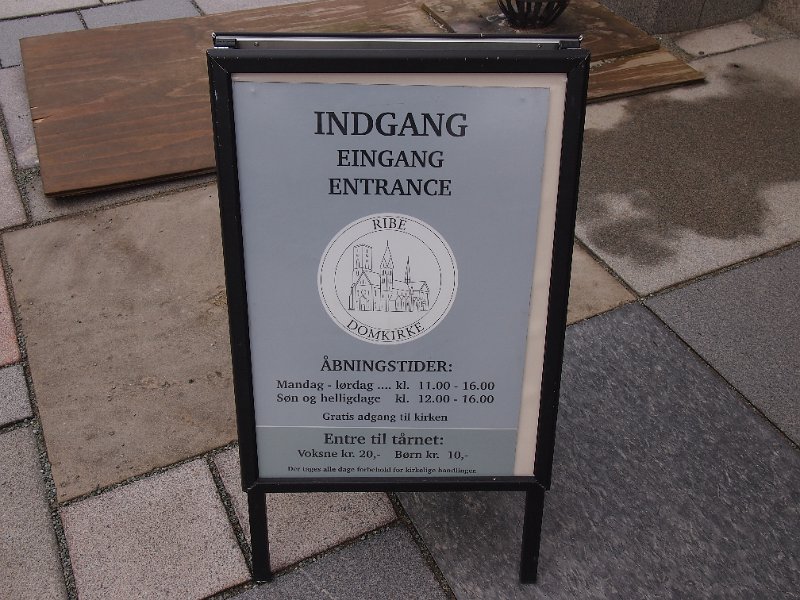 INDGANG
EINGANG
ENTRANCE
RIBE
DOMKIRKE
ÅBNINGSTIDER:
Mandag - lørdag .... kl. 11.00 - 16.00
Søn og helligdage kl. 12.00 - 16.00
Gratis adgang til kirken
Entre til tårnet:
Voksne kr. 20,- Børn kr. 10,-
Der tages alle dage forbehold for kirkelige handlinger.